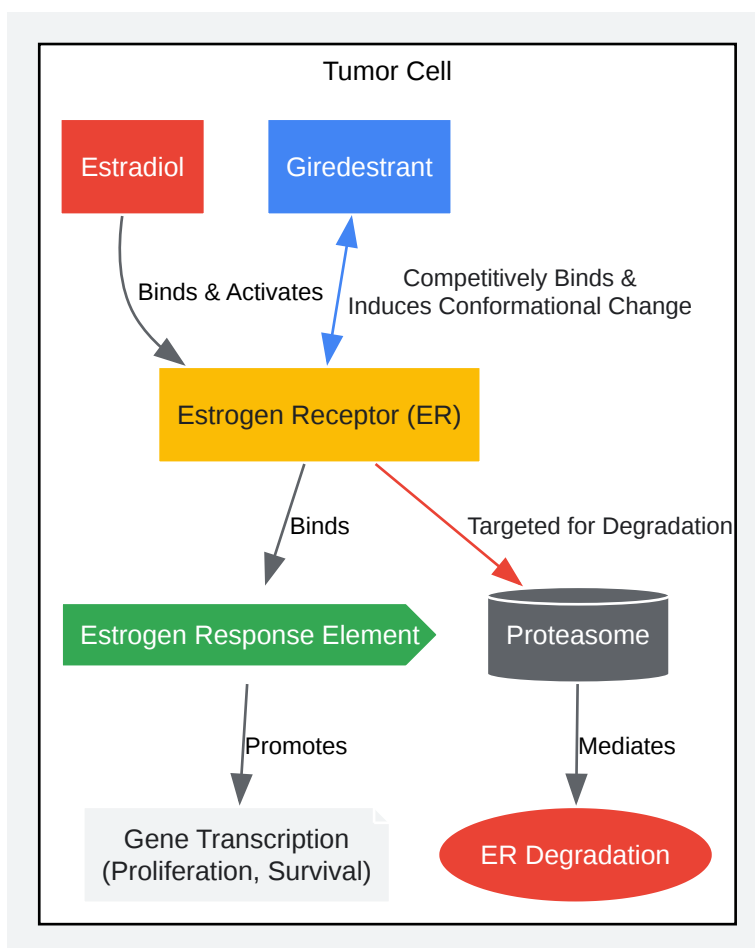 Tumor Cell
Estradiol
Giredestrant
Binds & Activates
Competitively Binds &
Induces Conformational Change
Estrogen Receptor (ER)
Binds
Targeted for Degradation
Estrogen Response Element
Proteasome
Promotes
Mediates
Gene Transcription
(Proliferation, Survival)
ER Degradation